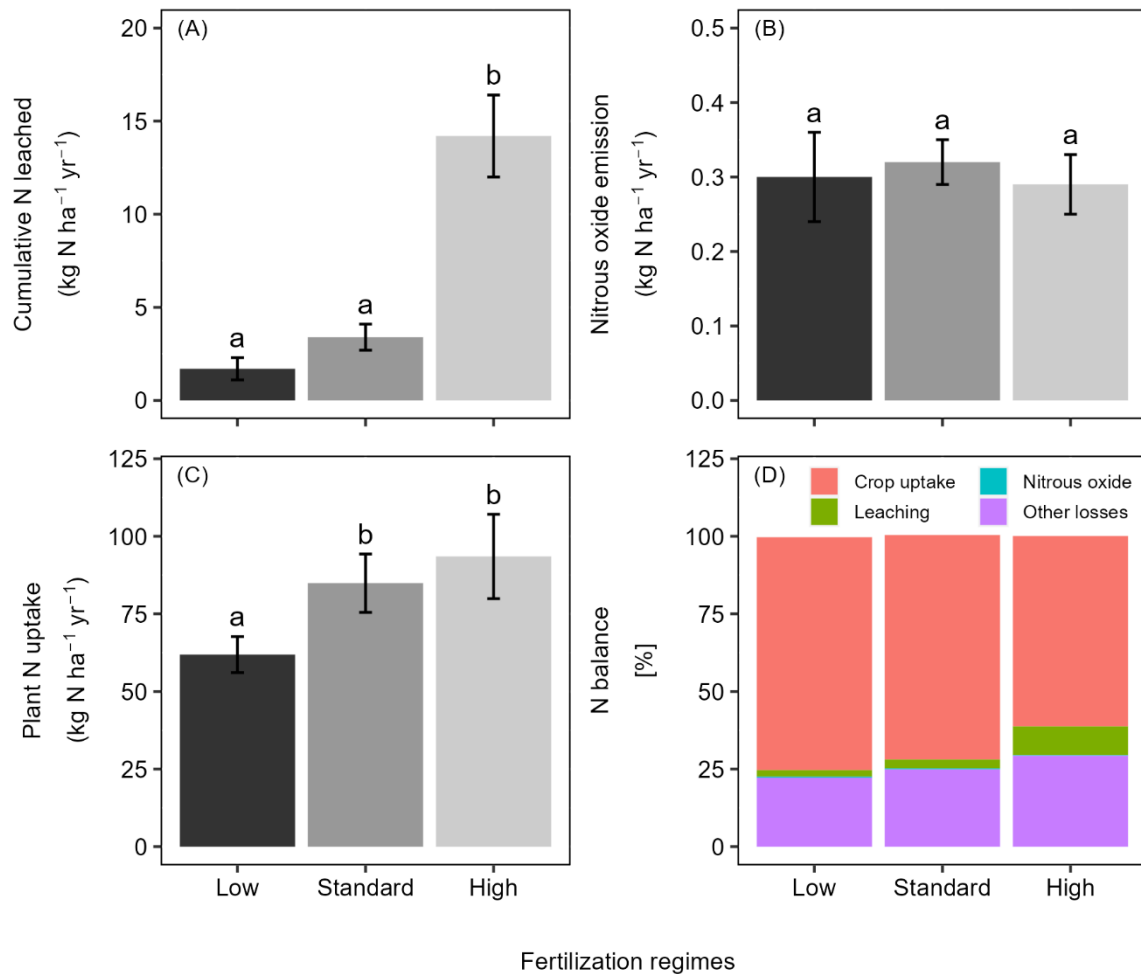 (A)
Cumulative N leached
(kg N ha⁻¹ yr⁻¹)
20
15
10
5
0
a
a
b
(B)
Nitrous oxide emission
(kg N ha⁻¹ yr⁻¹)
0.5
0.4
0.3
0.2
0.1
0.0
a
a
a
(C)
Plant N uptake
(kg N ha⁻¹ yr⁻¹)
125
100
75
50
25
0
a
b
b
Low Standard High
(D)
Crop uptake Nitrous oxide
Leaching Other losses
N balance
[%]
125
100
75
50
25
0
Low Standard High
Fertilization regimes